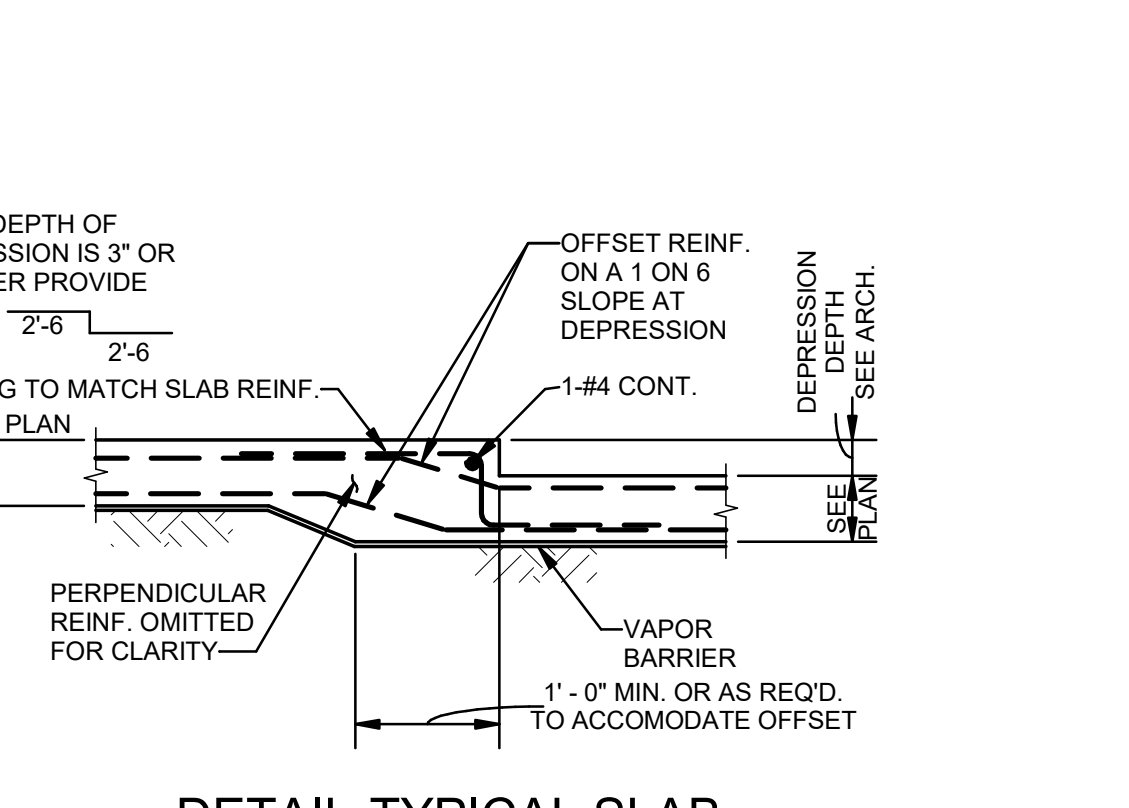 DEPTH OF
SSION IS 3" OR
ER PROVIDE
2'-6
2'-6
G TO MATCH SLAB REINF.
PLAN
OFFSET REINF.
ON A 1 ON 6
SLOPE AT
DEPRESSION
1-#4 CONT.
DEPRESSION
DEPTH
SEE ARCH.
SEE
PLAN
PERPENDICULAR
REINF. OMITTED
FOR CLARITY
VAPOR
BARRIER
1' - 0" MIN. OR AS REQ'D.
TO ACCOMODATE OFFSET
DETAIL TYPICAL SLAB